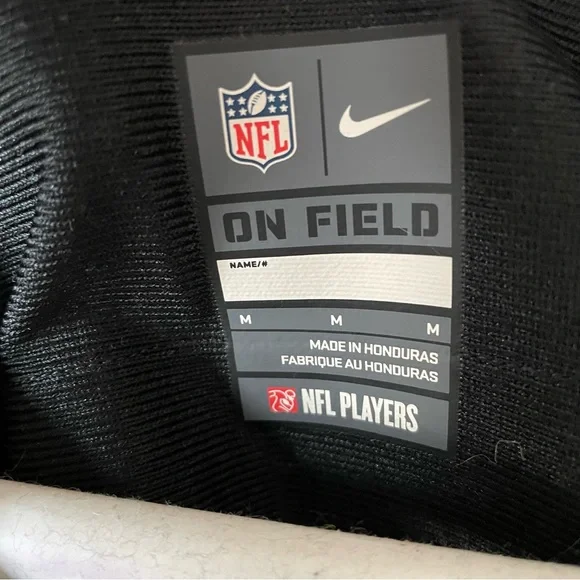 NFL
ON FIELD
NAME/#
M M M
MADE IN HONDURAS
FABRIQUE AU HONDURAS
NFL PLAYERS